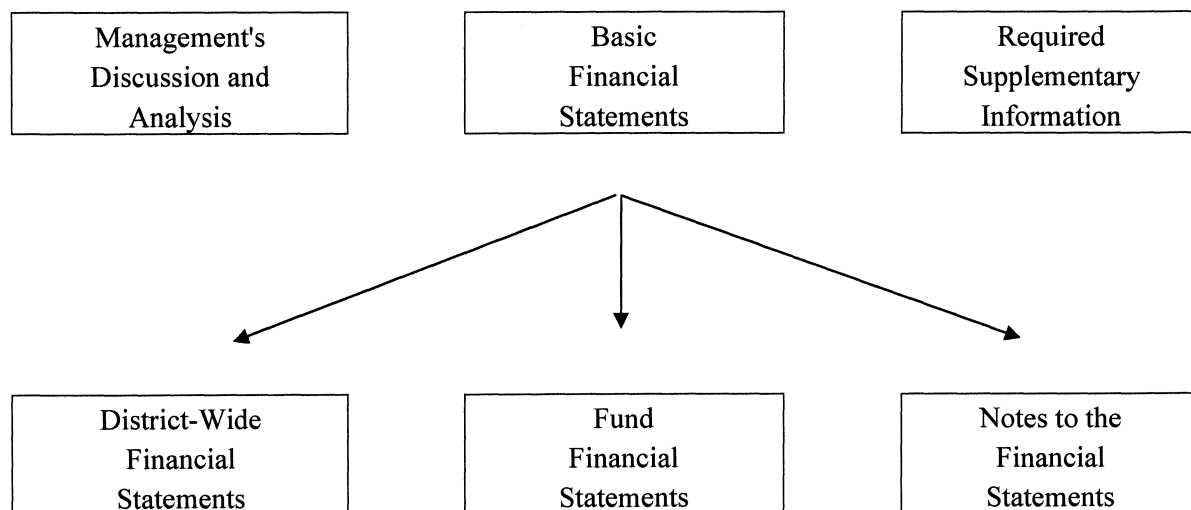 Management's
Discussion and
Analysis
Basic
Financial
Statements
Required
Supplementary
Information
District-Wide
Financial
Statements
Fund
Financial
Statements
Notes to the
Financial
Statements